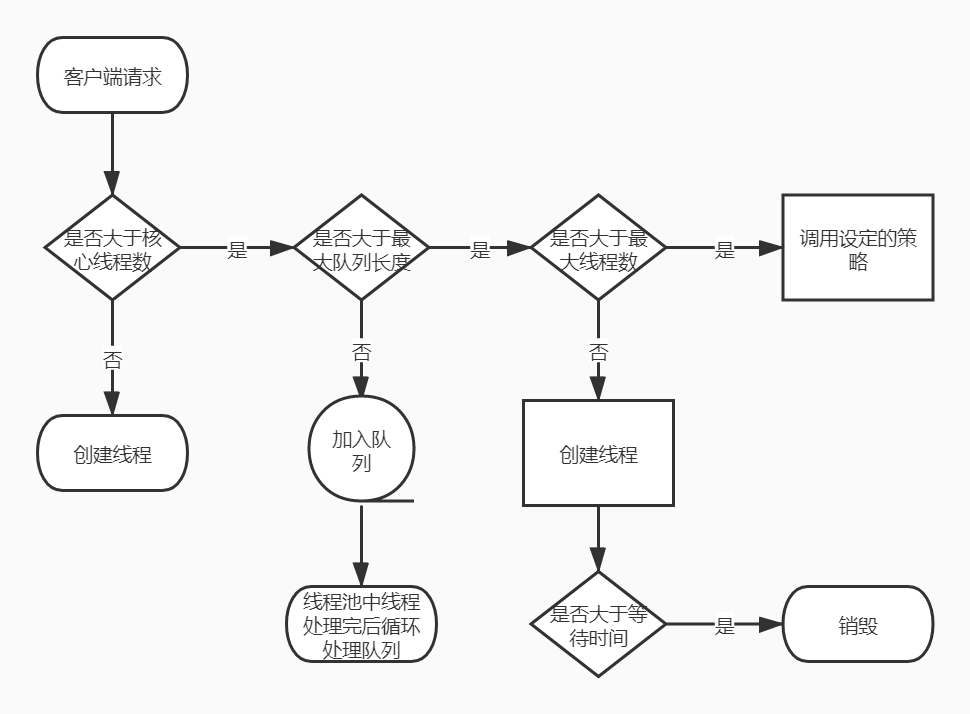 客户端请求
是否大于核
心线程数
是
是否大于最
大队列长度
是
是否大于最
大线程数
是
调用设定的策
略
否
否
否
创建线程
加入队
列
创建线程
线程池中线程
处理完后循环
处理队列
是否大于等
待时间
是
销毁